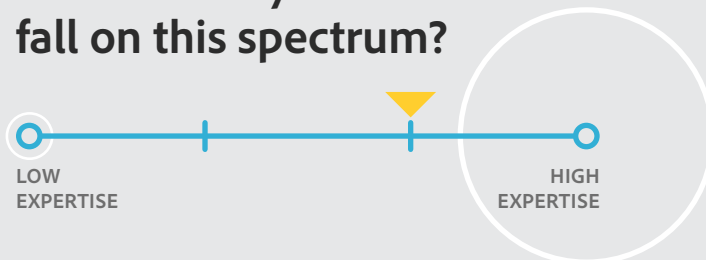 fall on this spectrum?
LOW
EXPERTISE
HIGH
EXPERTISE